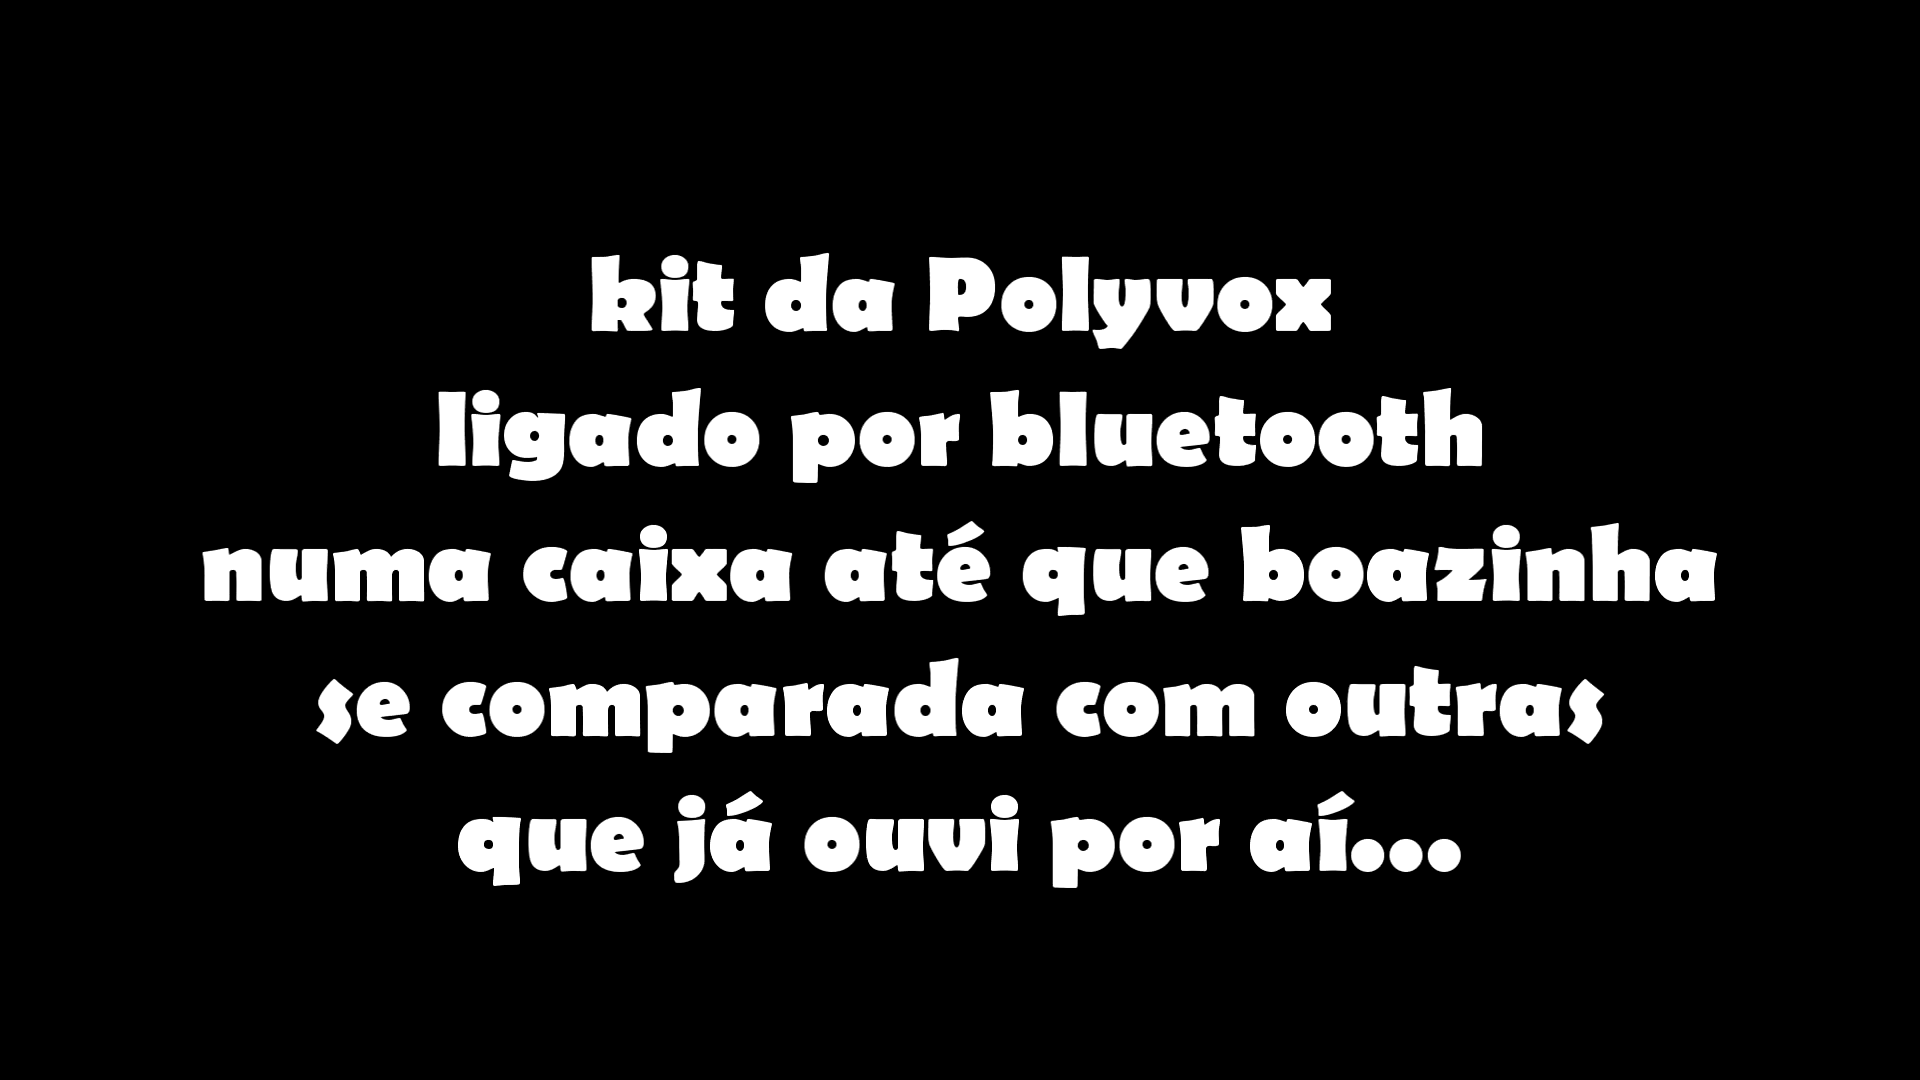 kit da Polyvox
ligado por bluetooth
numa caixa até que boazinha
se comparada com outras
que já ouvi por aí...